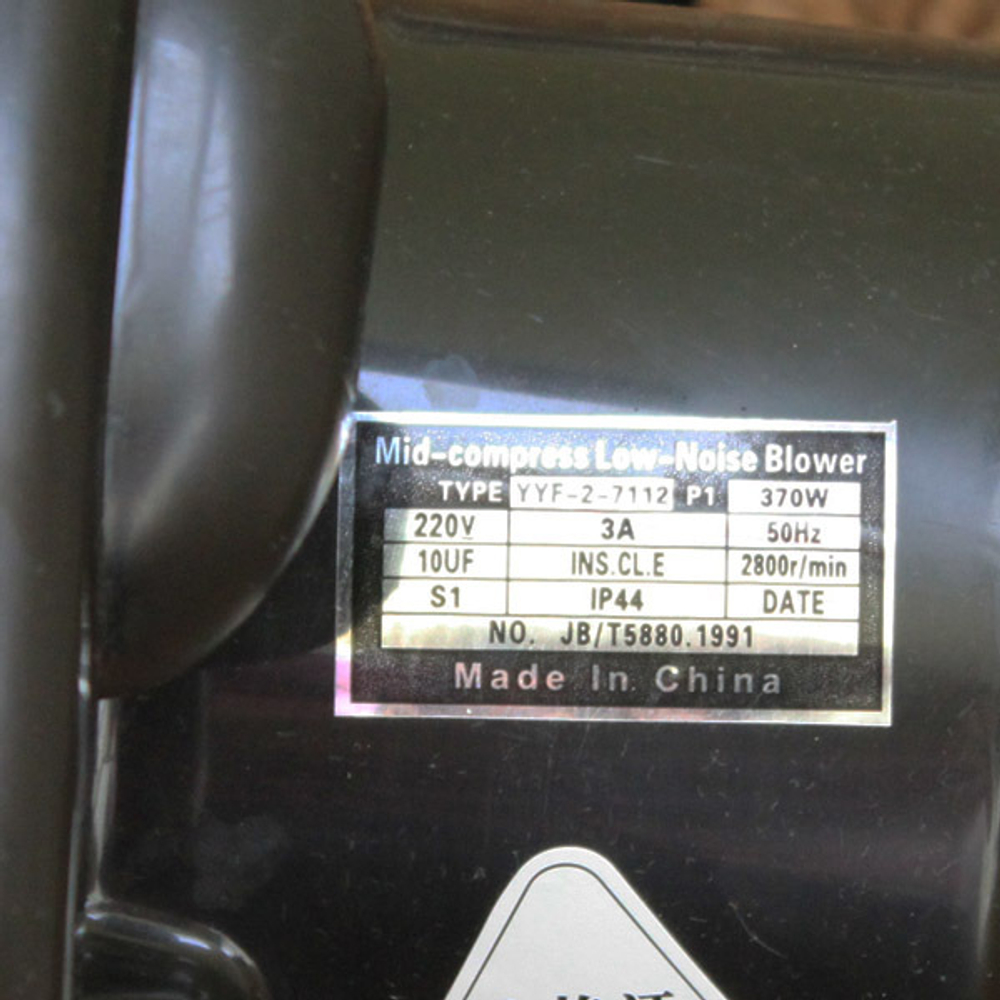 Mid-compress Low-Noise Blower
TYPE YYF-2-7112 P1 370W
220V 3A 50Hz
10UF INS.CL.E 2800r/min
S1 IP44 DATE
NO. JB/T5880.1991
Made In China